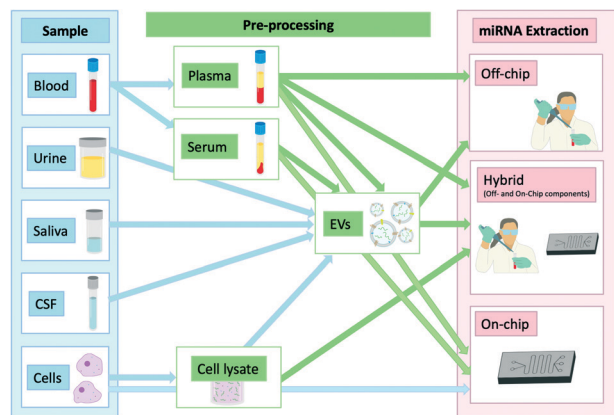 Sample
Pre-processing
miRNA Extraction
Blood
Plasma
Off-chip
Urine
Serum
Hybrid
(Off- and On-Chip components)
Saliva
EVs
CSF
On-chip
Cells
Cell lysate